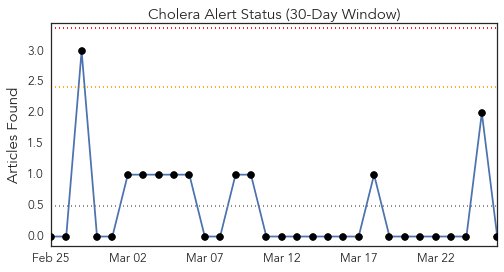 Cholera Alert Status (30-Day Window)
Articles Found
3.0
2.5
2.0
1.5
1.0
0.5
0.0
Feb 25
Mar 02
Mar 07
Mar 12
Mar 17
Mar 22